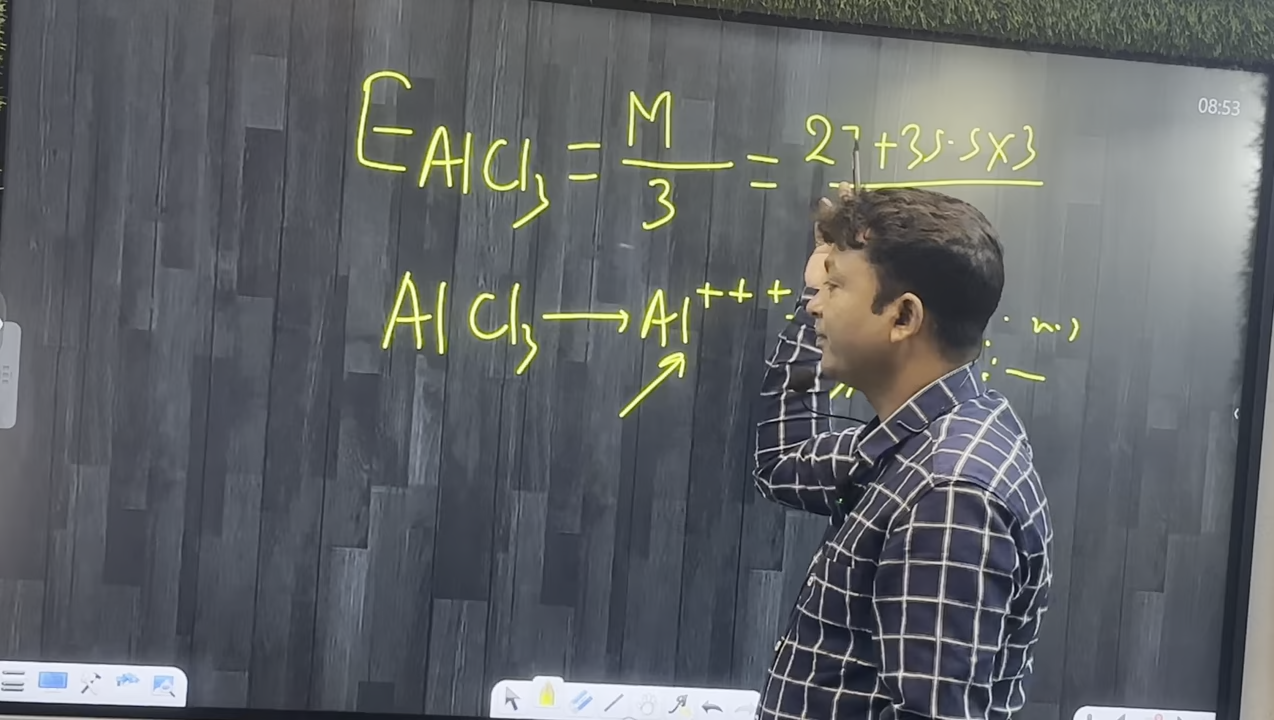 08:53
E AlCl₃ = M/3 = 27+35.5×3
AlCl₃ → Al+++